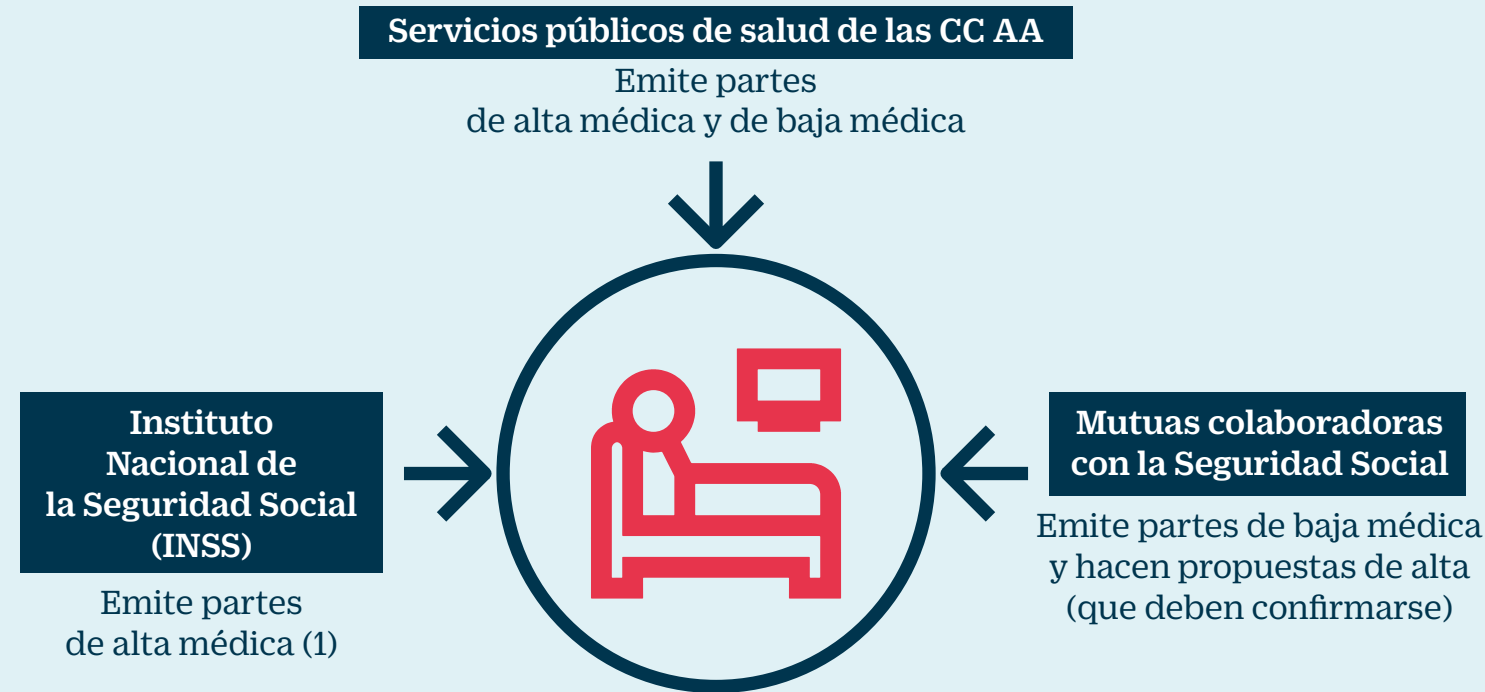 Servicios públicos de salud de las CC AA
Emite partes
de alta médica y de baja médica
Instituto
Nacional de
la Seguridad Social
(INSS)
Emite partes
de alta médica (1)
Mutuas colaboradoras
con la Seguridad Social
Emite partes de baja médica
y hacen propuestas de alta
(que deben confirmarse)